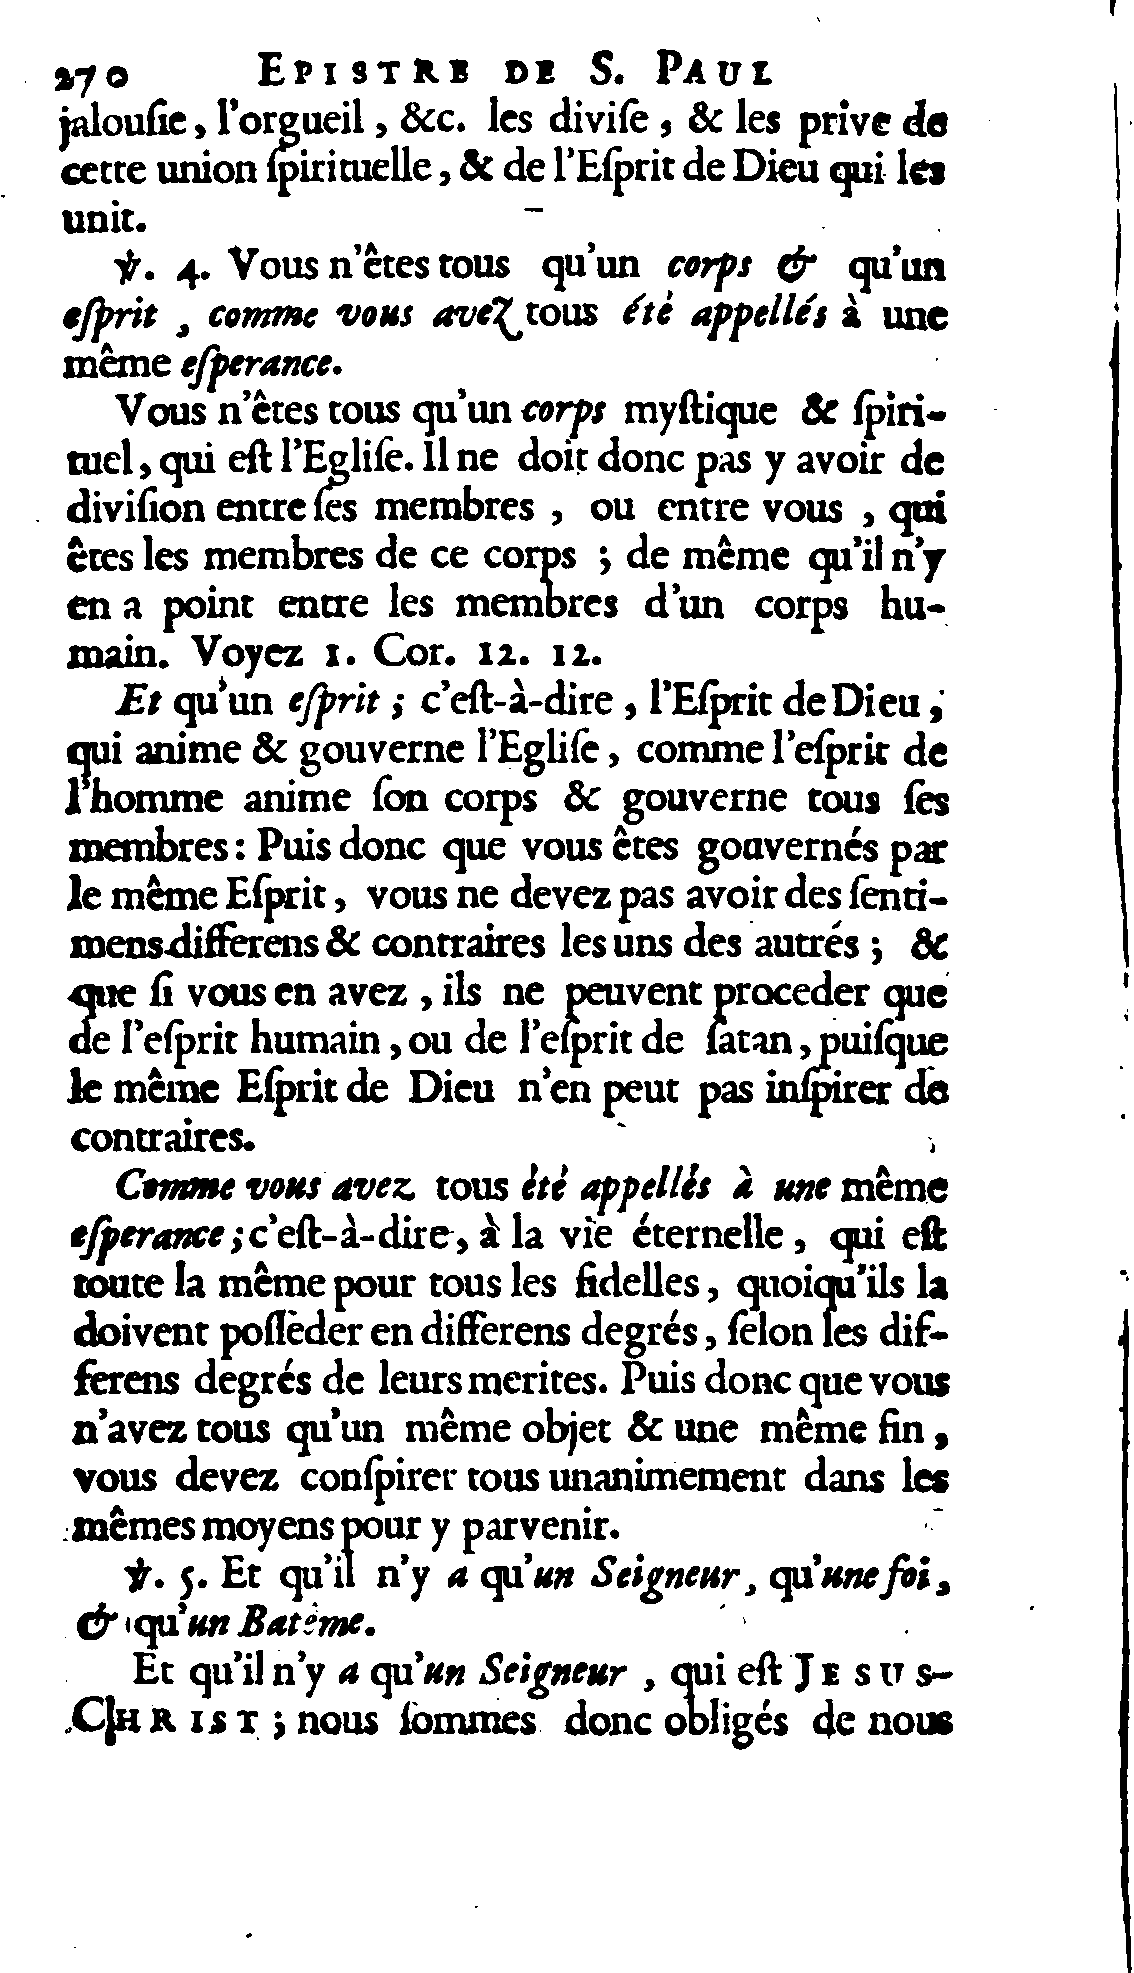 270 EPISTRE DE S. PAUL
jalouſie, l'orgueil, &c. les diviſe, & les prive de
cette union ſpirituelle, & de l'Eſprit de Dieu qui les
unit.
℣. 4. Vous n'êtes tous qu'un corps & qu'un
eſprit, comme vous avez tous été appellés à une
même eſperance.
Vous n'êtes tous qu'un corps myſtique & ſpiri-
tuel, qui eſt l'Egliſe. Il ne doit donc pas y avoir de
diviſion entre ſes membres, ou entre vous, qui
êtes les membres de ce corps; de même qu'il n'y
en a point entre les membres d'un corps hu-
main. Voyez 1. Cor. 12. 12.
Et qu'un eſprit; c'eſt-à-dire, l'Eſprit de Dieu,
qui anime & gouverne l'Egliſe, comme l'eſprit de
l'homme anime ſon corps & gouverne tous ſes
membres: Puis donc que vous êtes gouvernés par
le même Eſprit, vous ne devez pas avoir des ſenti-
mens differens & contraires les uns des autrés; &
que ſi vous en avez, ils ne peuvent proceder que
de l'eſprit humain, ou de l'eſprit de ſatan, puiſque
le même Eſprit de Dieu n'en peut pas inſpirer de
contraires.
Comme vous avez tous été appellés à une même
eſperance; c'eſt-à-dire, à la vie éternelle, qui eſt
toute la même pour tous les fidelles, quoiqu'ils la
doivent poſſèder en differens degrés, ſelon les dif-
ferens degrés de leurs merites. Puis donc que vous
n'avez tous qu'un même objet & une même fin,
vous devez conſpirer tous unanimement dans les
mêmes moyens pour y parvenir.
℣. 5. Et qu'il n'y a qu'un Seigneur, qu'une foi,
& qu'un Batême.
Et qu'il n'y a qu'un Seigneur, qui eſt JESUS-
CHRIST; nous ſommes donc obligés de nous